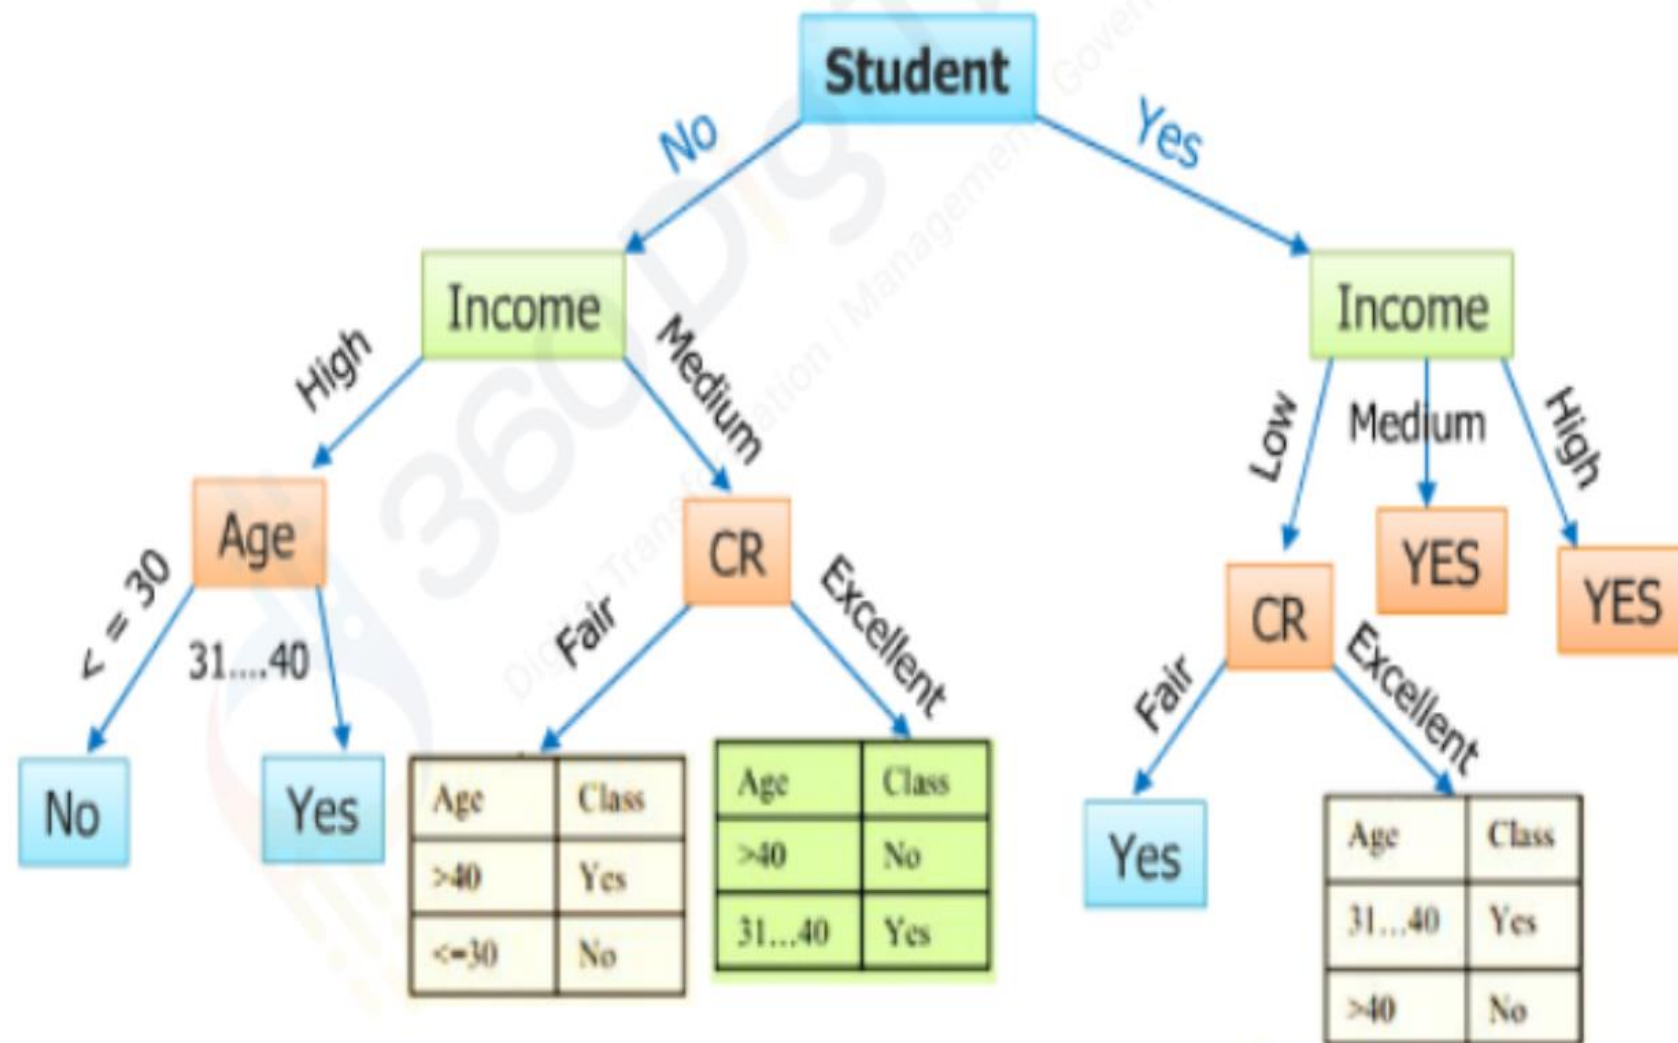 Student
No
Yes
Income
Income
High
Medium
Low
Medium
High
Age
CR
CR
YES
YES
< = 30
31....40
Fair
Excellent
Fair
Excellent
No
Yes
Age Class
>40 Yes
<=30 No
Age Class
>40 No
31...40 Yes
Yes
Age Class
31...40 Yes
>40 No